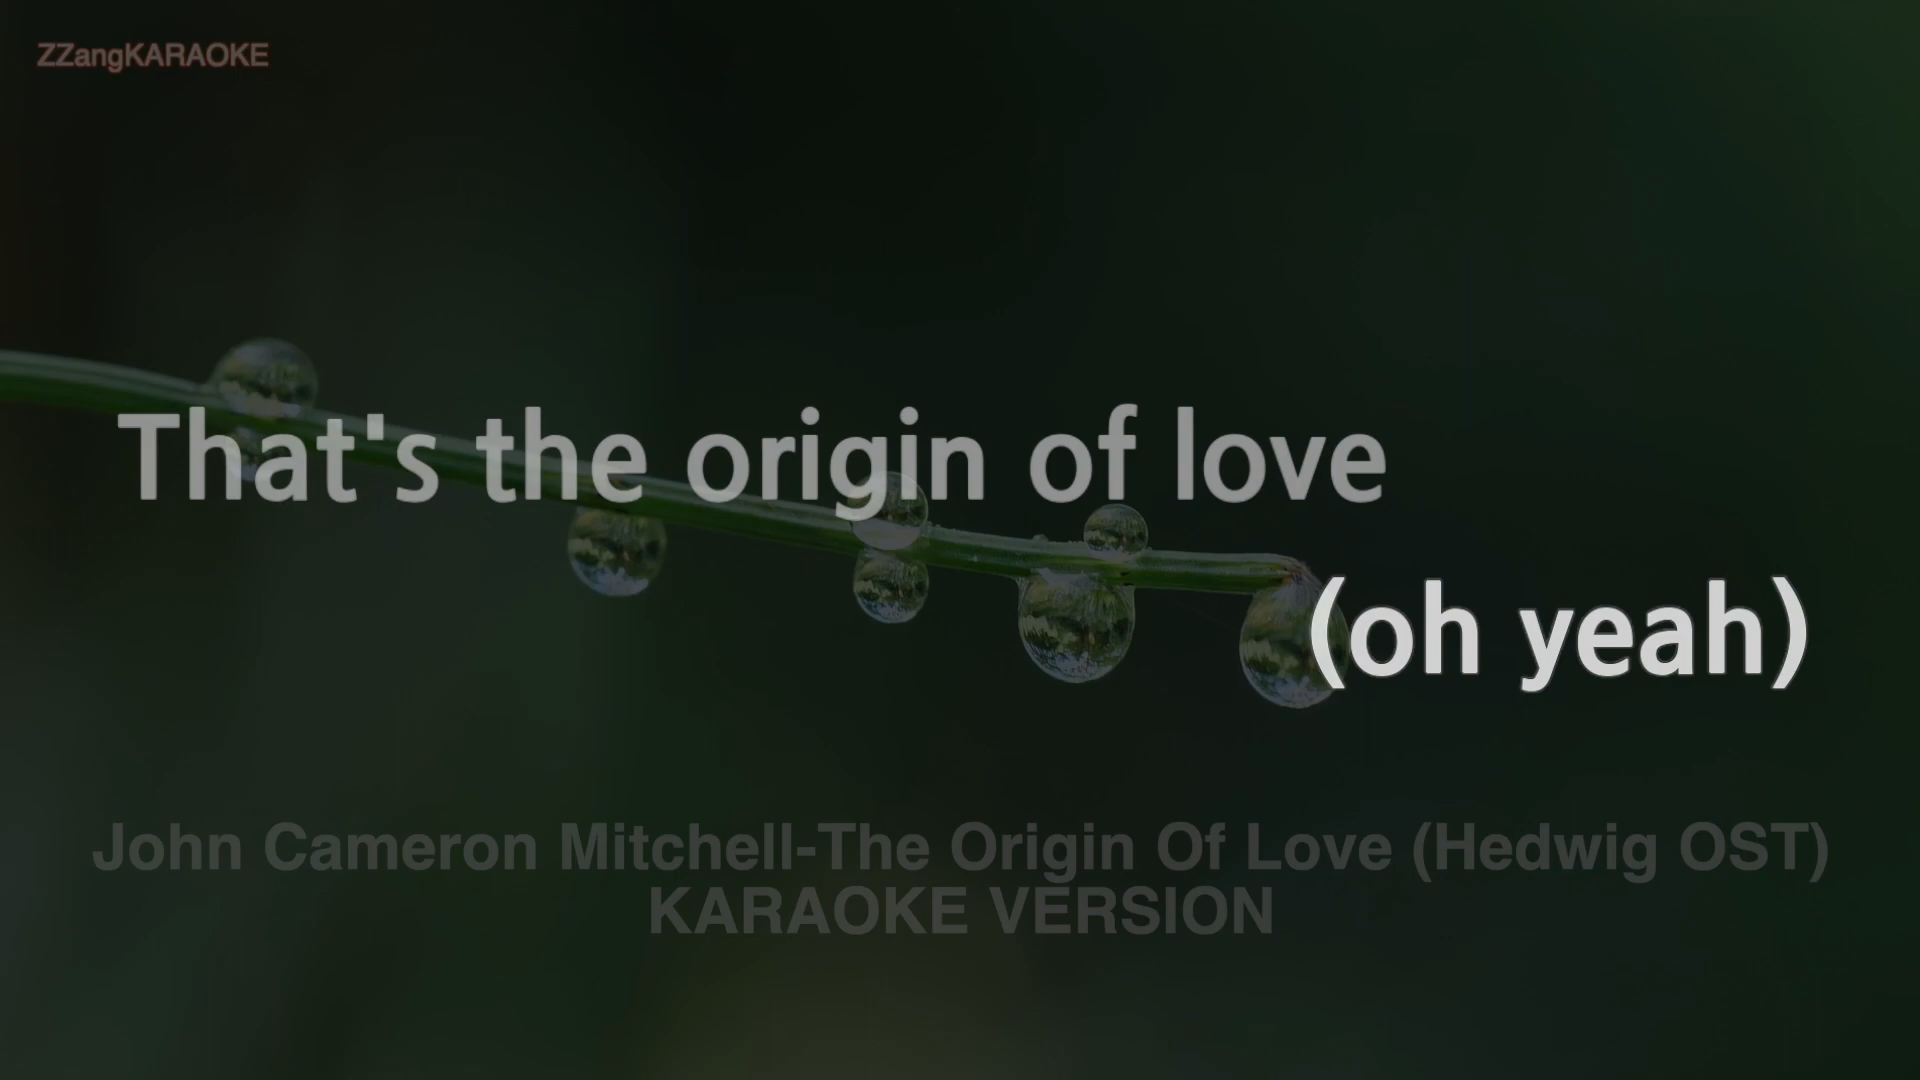 ZZangKARAOKE
That's the origin of love
(oh yeah)
John Cameron Mitchell-The Origin Of Love (Hedwig OST)
KARAOKE VERSION